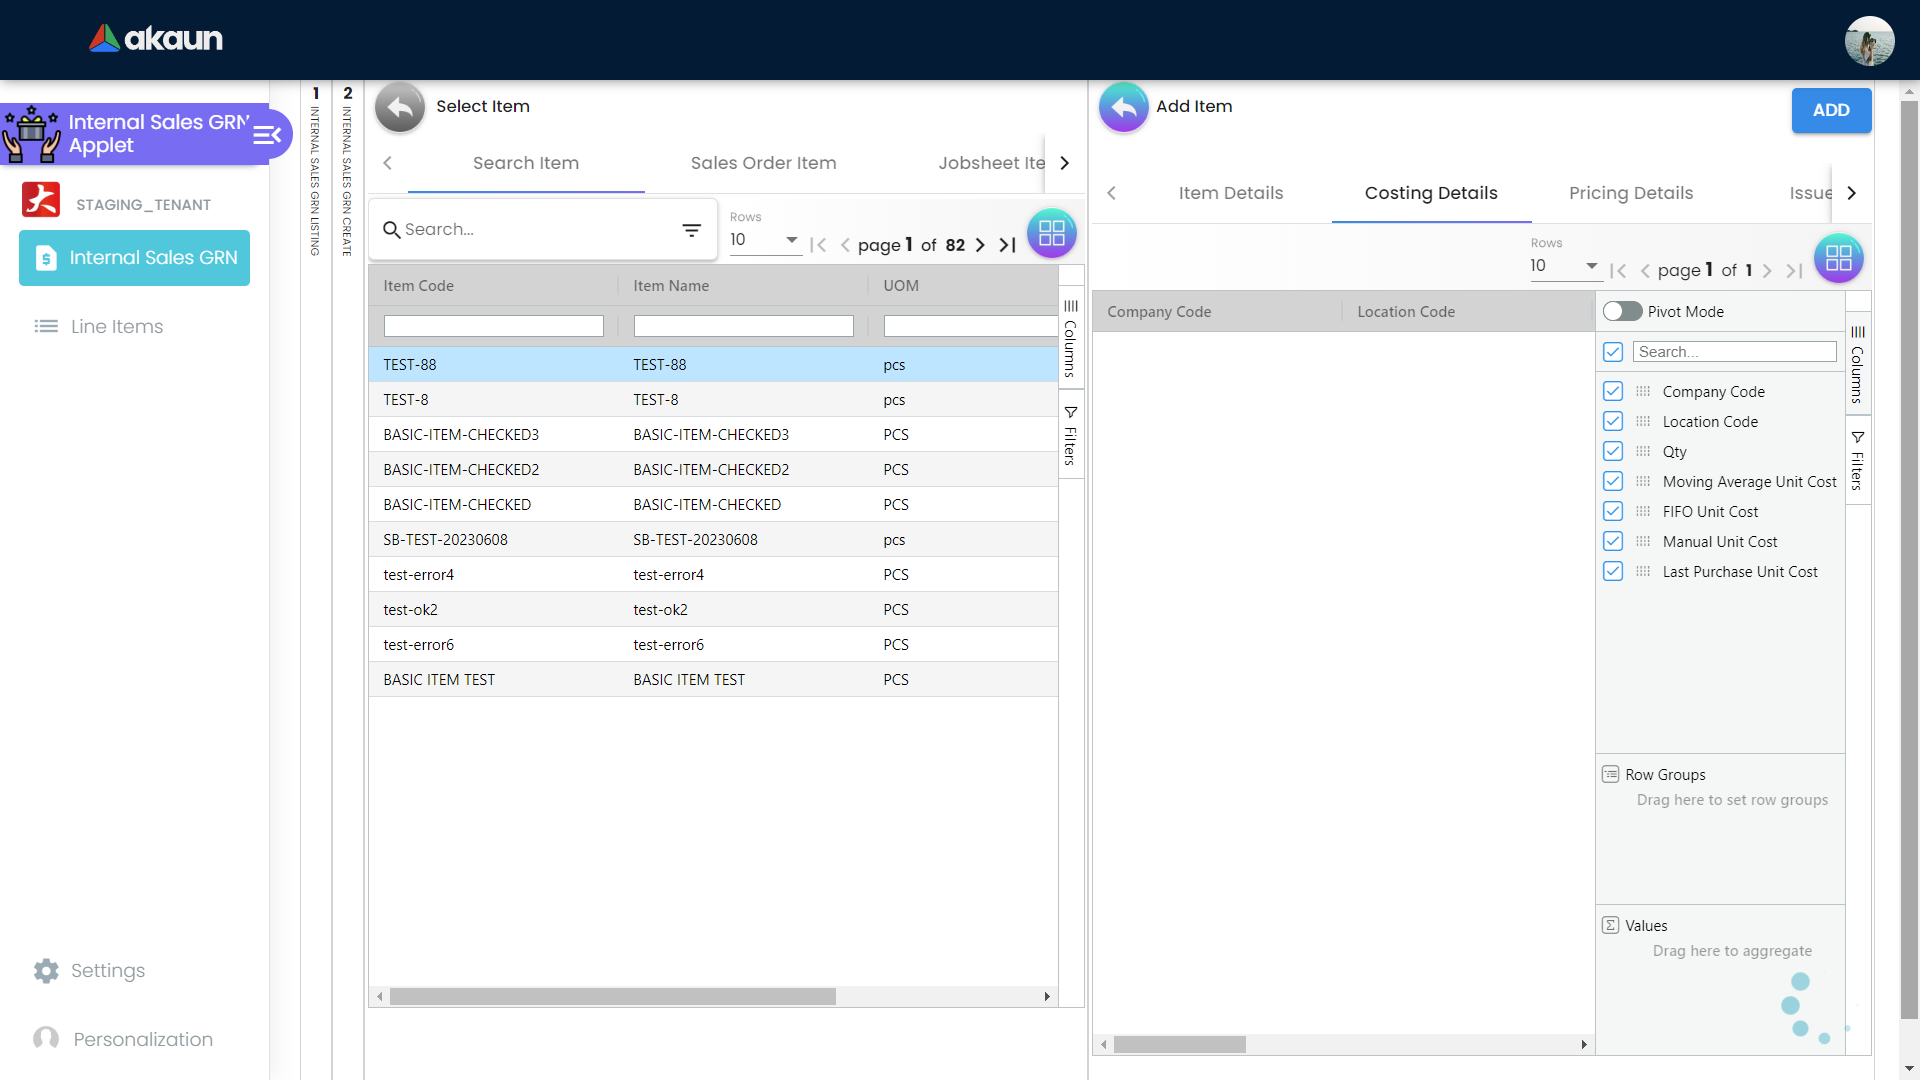 akaun
Internal Sales GRN
Applet
STAGING_TENANT
Internal Sales GRN
Line Items
Settings
Personalization
1
INTERNAL SALES GRN LISTING
2
INTERNAL SALES GRN CREATE
Select Item
Search Item
Sales Order Item
Jobsheet Ite
Search...
Rows
10
page 1 of 82
Item Code
Item Name
UOM
TEST-88 TEST-88 pcs
TEST-8 TEST-8 pcs
BASIC-ITEM-CHECKED3 BASIC-ITEM-CHECKED3 PCS
BASIC-ITEM-CHECKED2 BASIC-ITEM-CHECKED2 PCS
BASIC-ITEM-CHECKED BASIC-ITEM-CHECKED PCS
SB-TEST-20230608 SB-TEST-20230608 pcs
test-error4 test-error4 PCS
test-ok2 test-ok2 PCS
test-error6 test-error6 PCS
BASIC ITEM TEST BASIC ITEM TEST PCS
Columns
Filters
Add Item
ADD
Item Details
Costing Details
Pricing Details
Issue
Rows
10
page 1 of 1
Company Code
Location Code
Pivot Mode
Search...
Company Code
Location Code
Qty
Moving Average Unit Cost
FIFO Unit Cost
Manual Unit Cost
Last Purchase Unit Cost
Row Groups
Drag here to set row groups
Values
Drag here to aggregate
Columns
Filters